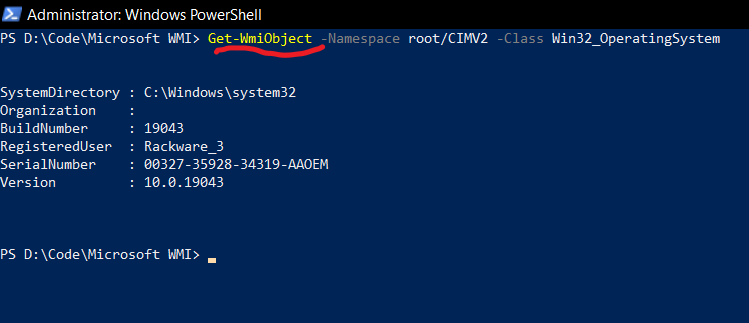 Administrator: Windows PowerShell
PS D:\Code\Microsoft WMI> Get-WmiObject -Namespace root/CIMV2 -Class Win32_OperatingSystem
SystemDirectory : C:\Windows\system32
Organization    :
BuildNumber     : 19043
RegisteredUser  : Rackware_3
SerialNumber    : 00327-35928-34319-AAOEM
Version         : 10.0.19043
PS D:\Code\Microsoft WMI>